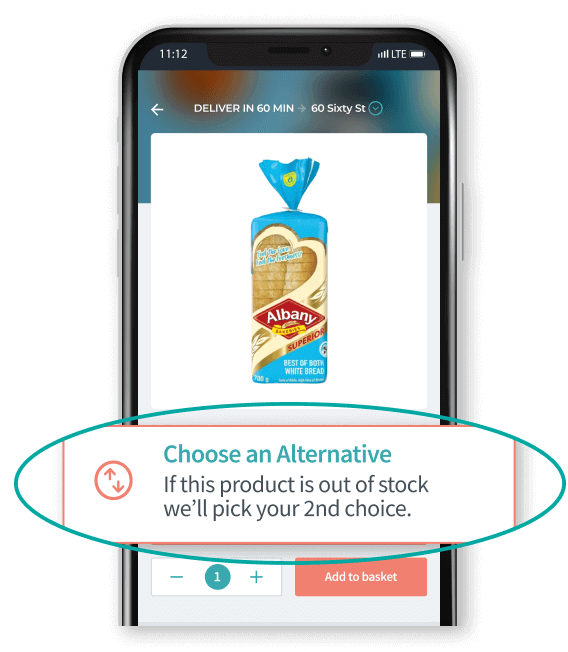 11:12 LTE
DELIVER IN 60 MIN → 60 Sixty St
Albany
BAKERIES
SUPERIOR
BEST OF BOTH
WHITE BREAD
700 g
Choose an Alternative
If this product is out of stock
we'll pick your 2nd choice.
− 1 +
Add to basket